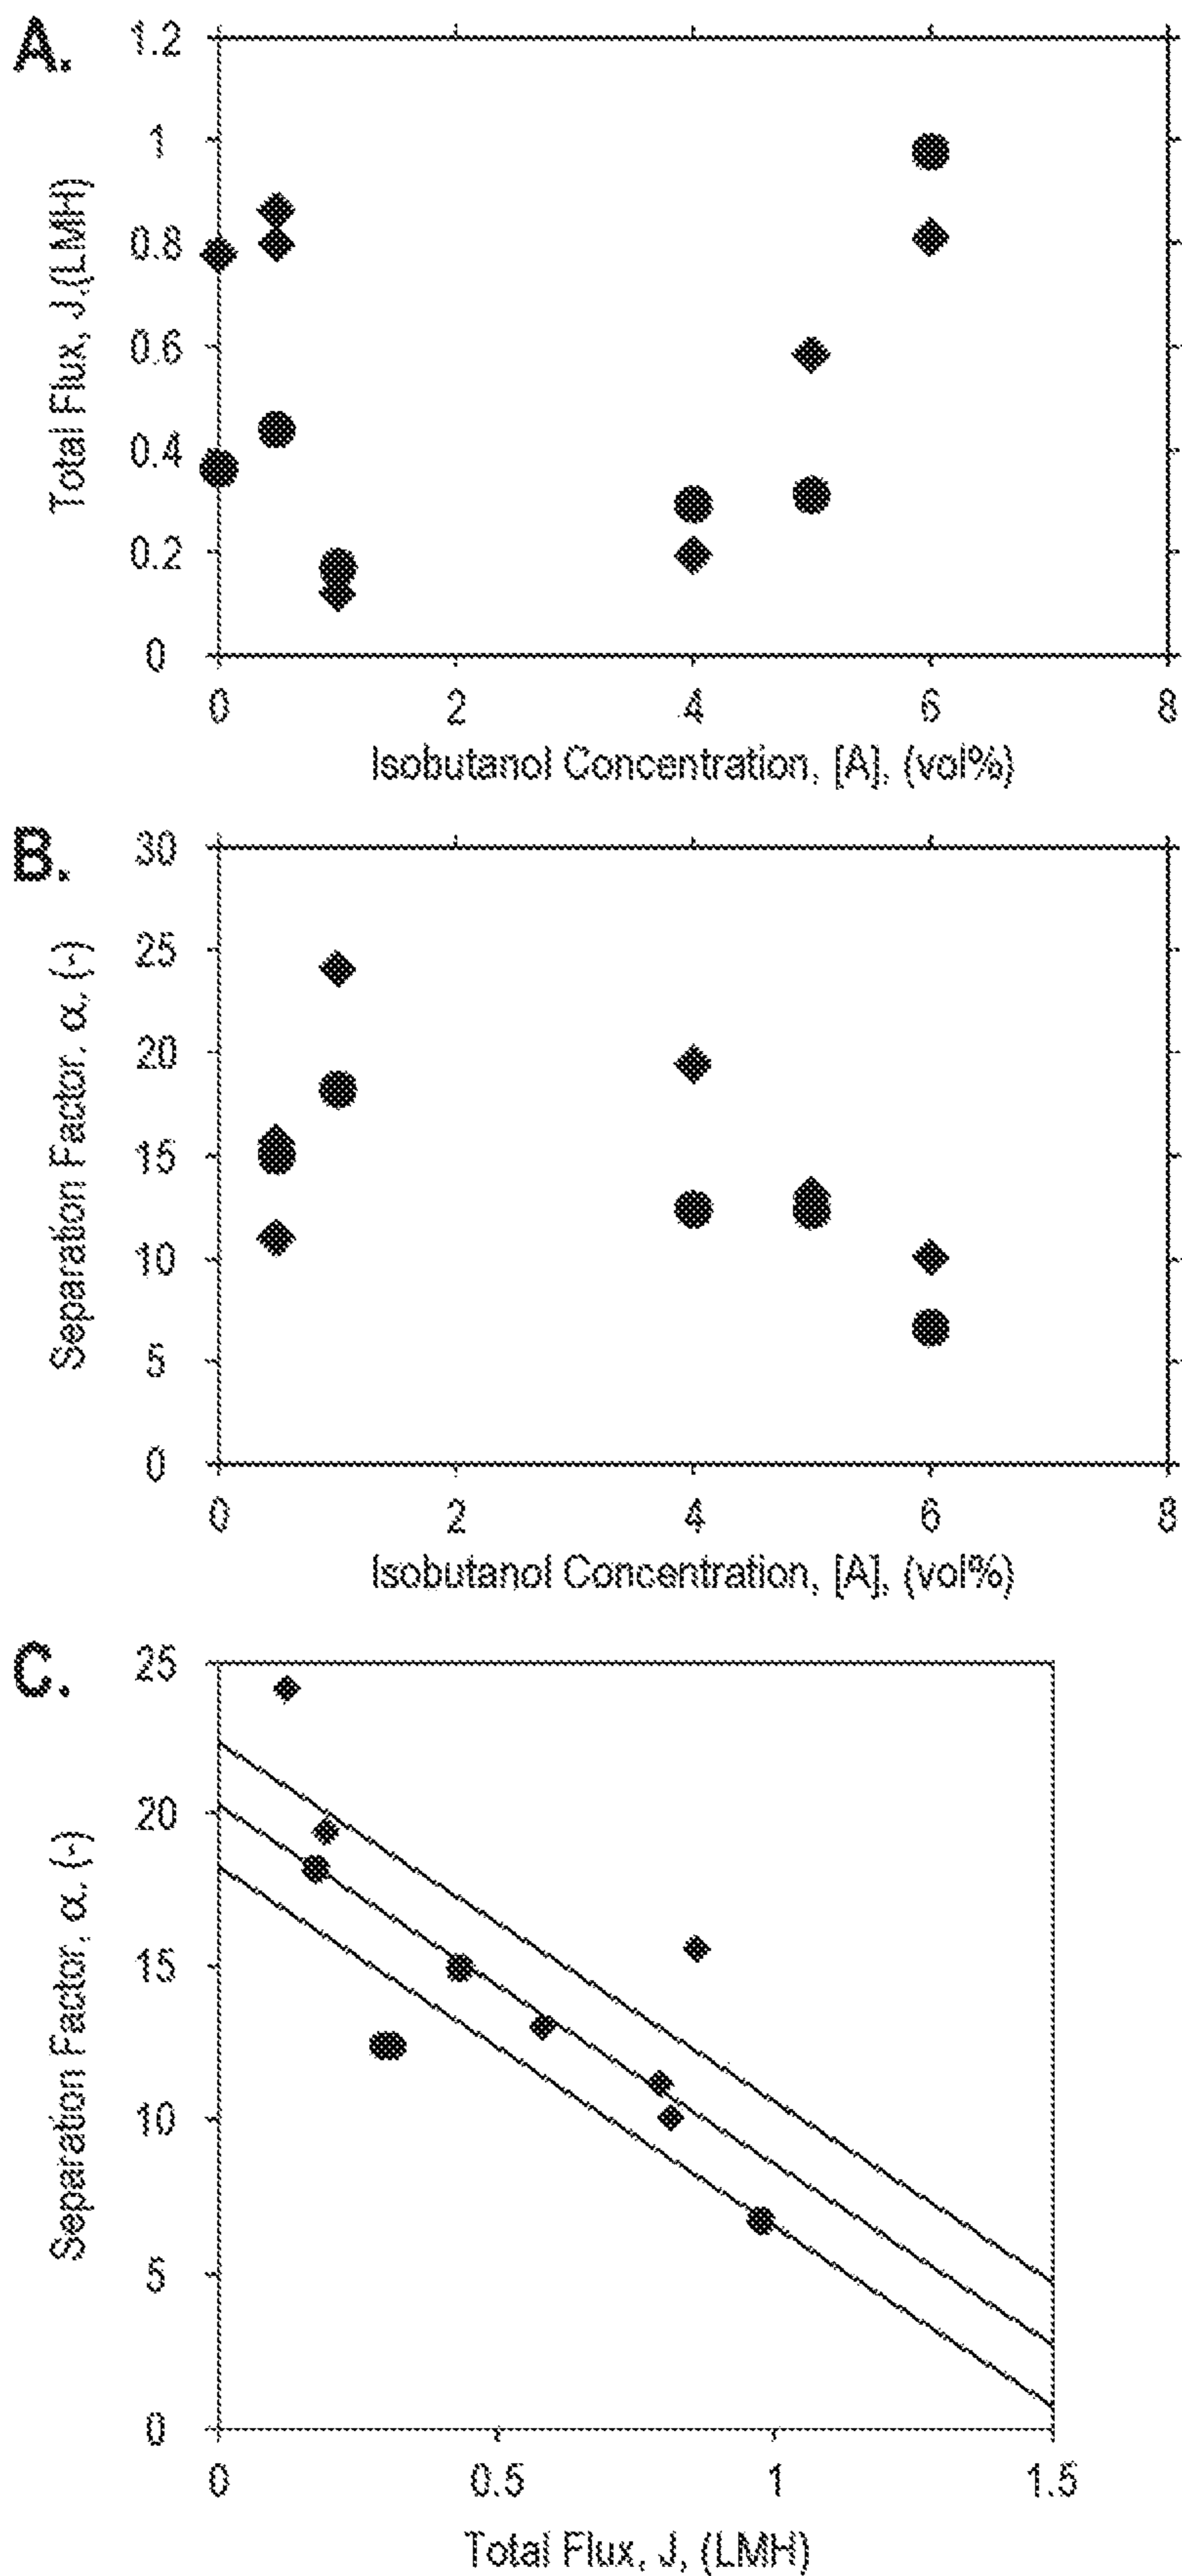 A.
1.2
1
0.8
0.6
0.4
0.2
0
Total Flux, J,(LMH)
0 2 4 6 8
Isobutanol Concentration, [A], (vol%)
B.
30
25
20
15
10
5
0
Separation Factor, α, (-)
0 2 4 6 8
Isobutanol Concentration, [A], (vol%)
C.
25
20
15
10
5
0
Separation Factor, α, (-)
0 0.5 1 1.5
Total Flux, J, (LMH)